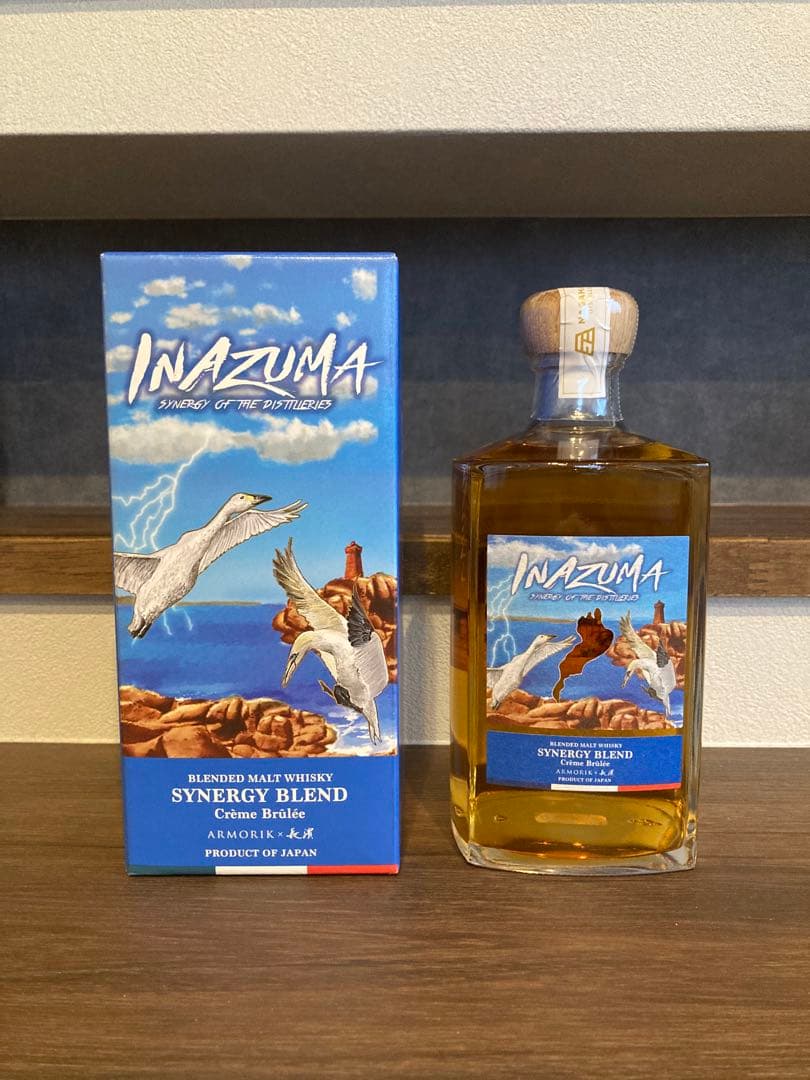 INAZUMA
SYNERGY OF THE DISTILLERIES
BLENDED MALT WHISKY
SYNERGY BLEND
Crème Brûlée
ARMORIK × 長濱
PRODUCT OF JAPAN
INAZUMA
SYNERGY OF THE DISTILLERIES
BLENDED MALT WHISKY
SYNERGY BLEND
Crème Brûlée
ARMORIK × 長濱
PRODUCT OF JAPAN